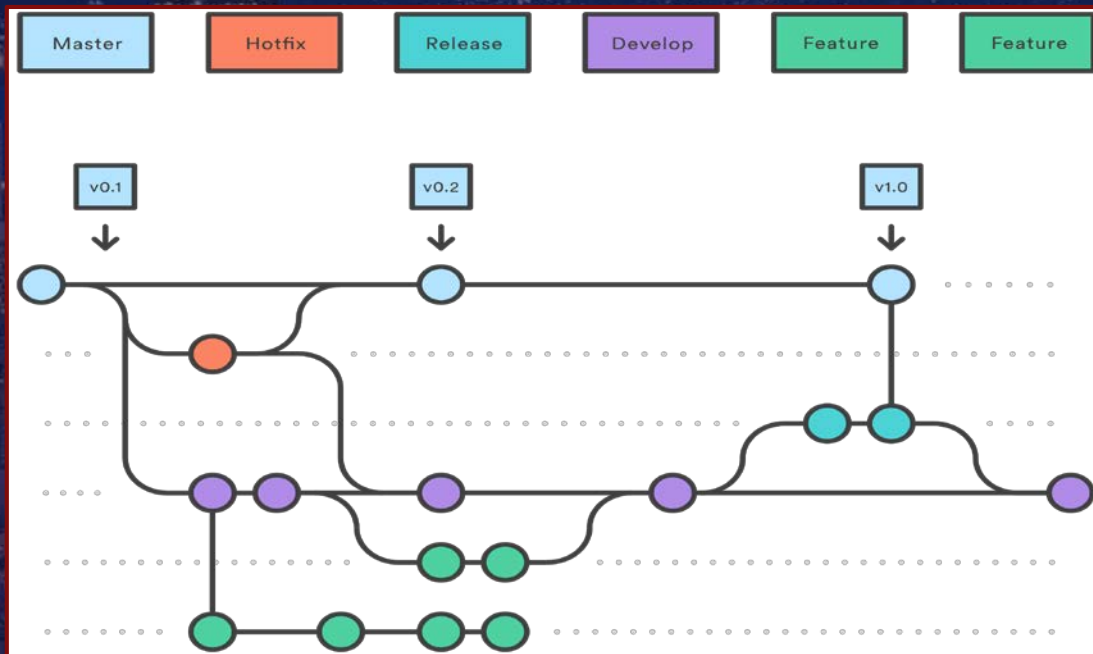 Master
Hotfix
Release
Develop
Feature
Feature
v0.1
v0.2
v1.0